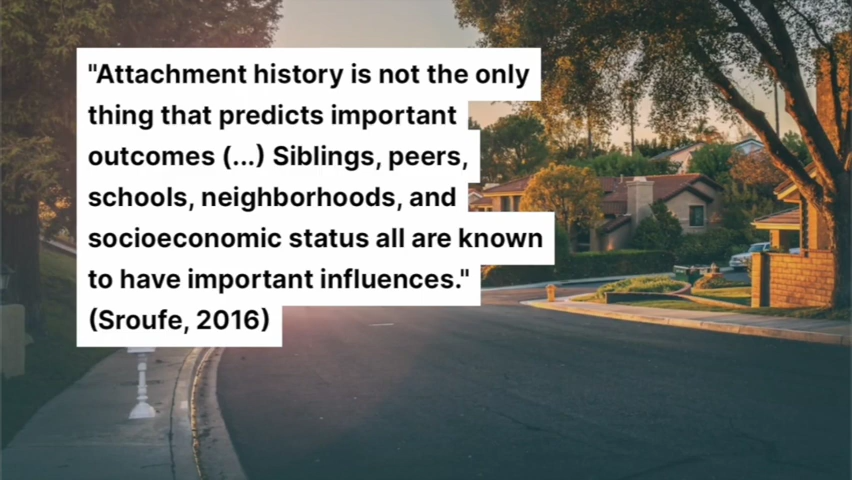 "Attachment history is not the only
thing that predicts important
outcomes (...) Siblings, peers,
schools, neighborhoods, and
socioeconomic status all are known
to have important influences."
(Sroufe, 2016)